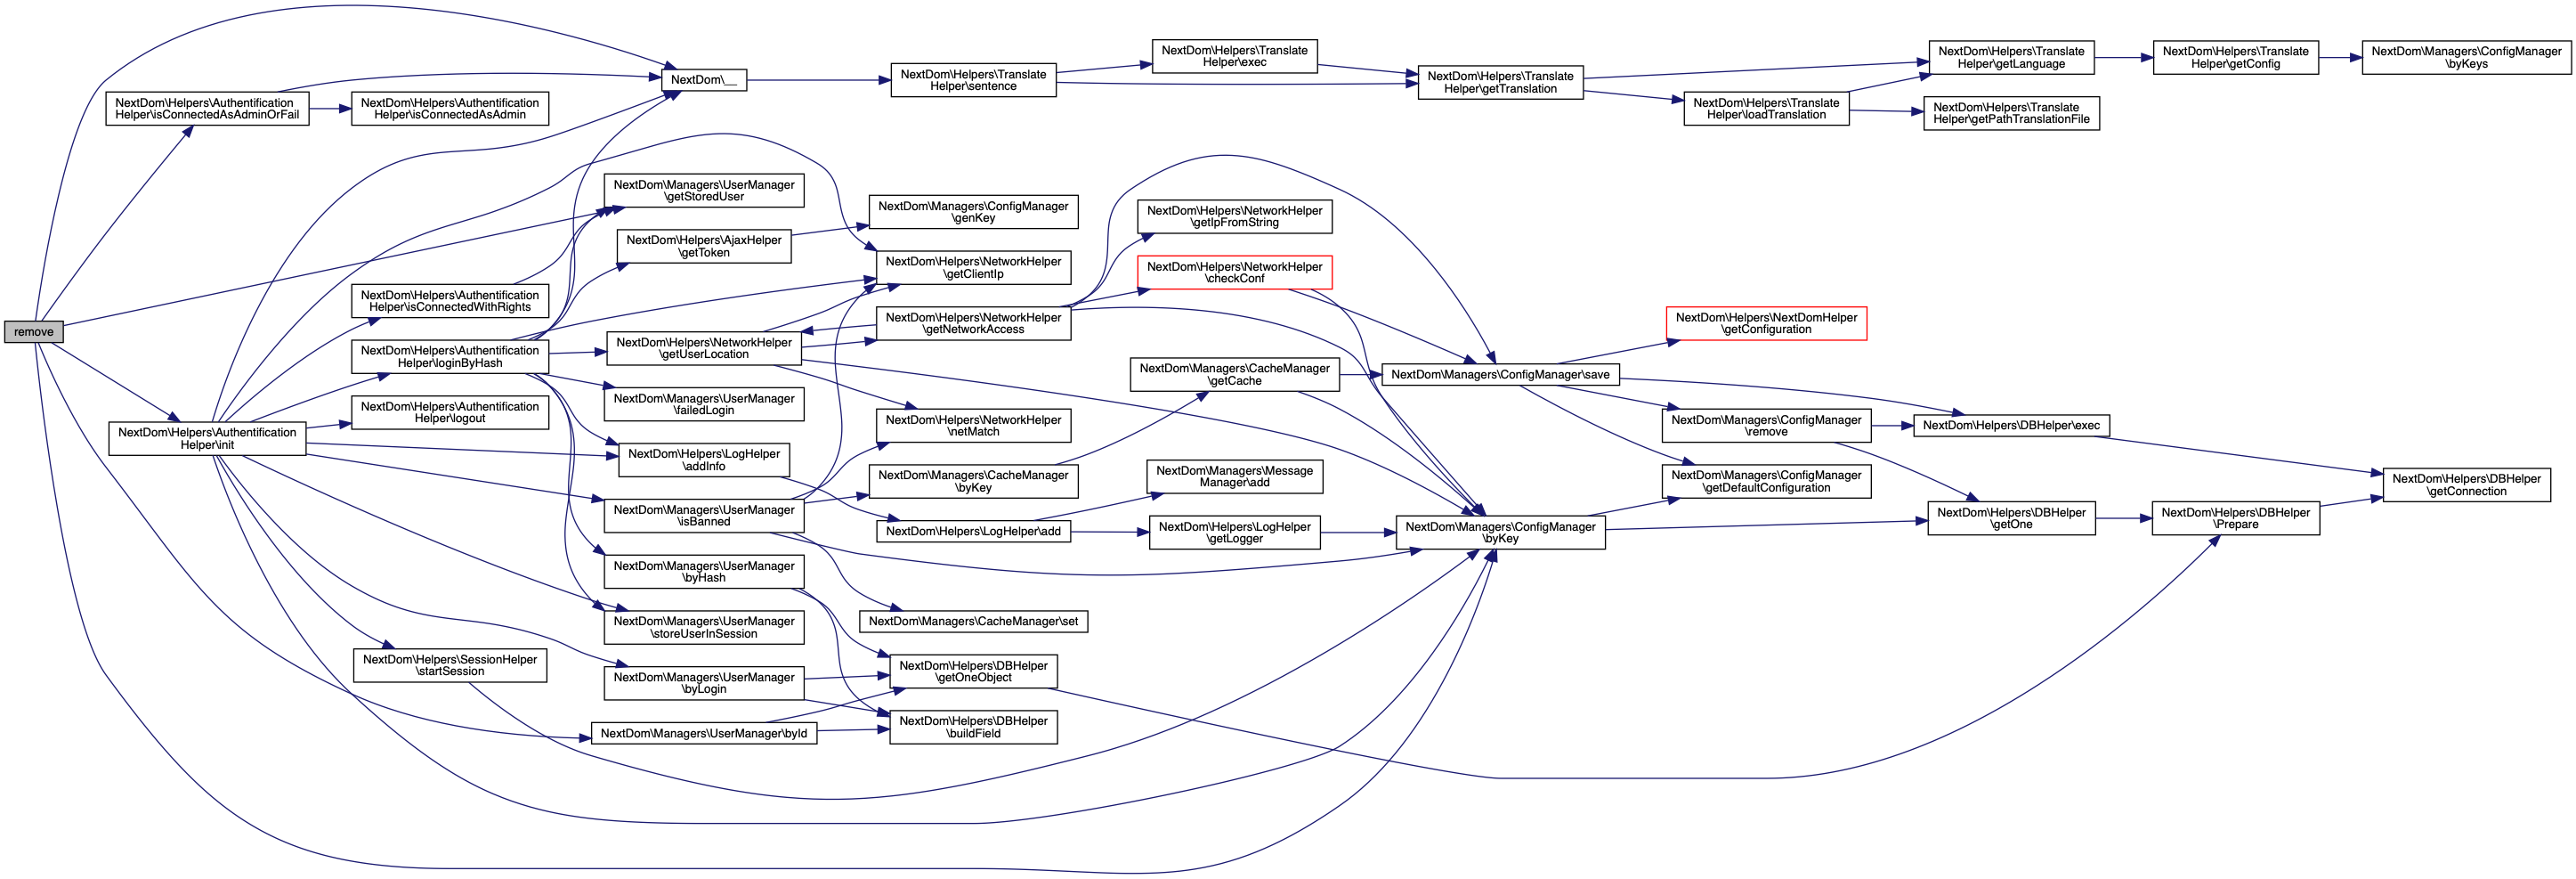 remove
NextDom\Helpers\Authentification
Helper\isConnectedAsAdminOrFail
NextDom\Helpers\Authentification
Helper\init
NextDom\Helpers\Authentification
Helper\isConnectedAsAdmin
NextDom\Helpers\Authentification
Helper\isConnectedWithRights
NextDom\Helpers\Authentification
Helper\loginByHash
NextDom\Helpers\Authentification
Helper\logout
NextDom\Helpers\SessionHelper
\startSession
NextDom\__
NextDom\Managers\UserManager
\getStoredUser
NextDom\Helpers\AjaxHelper
\getToken
NextDom\Helpers\NetworkHelper
\getUserLocation
NextDom\Managers\UserManager
\failedLogin
NextDom\Helpers\LogHelper
\addInfo
NextDom\Managers\UserManager
\isBanned
NextDom\Managers\UserManager
\byHash
NextDom\Managers\UserManager
\storeUserInSession
NextDom\Managers\UserManager
\byLogin
NextDom\Managers\UserManager\byId
NextDom\Helpers\Translate
Helper\sentence
NextDom\Managers\ConfigManager
\genKey
NextDom\Helpers\NetworkHelper
\getClientIp
NextDom\Helpers\NetworkHelper
\getNetworkAccess
NextDom\Helpers\NetworkHelper
\netMatch
NextDom\Managers\CacheManager
\byKey
NextDom\Helpers\LogHelper\add
NextDom\Managers\CacheManager\set
NextDom\Helpers\DBHelper
\getOneObject
NextDom\Helpers\DBHelper
\buildField
NextDom\Helpers\Translate
Helper\exec
NextDom\Helpers\NetworkHelper
\getIpFromString
NextDom\Helpers\NetworkHelper
\checkConf
NextDom\Managers\CacheManager
\getCache
NextDom\Managers\Message
Manager\add
NextDom\Helpers\LogHelper
\getLogger
NextDom\Helpers\Translate
Helper\getTranslation
NextDom\Managers\ConfigManager\save
NextDom\Managers\ConfigManager
\byKey
NextDom\Helpers\Translate
Helper\loadTranslation
NextDom\Helpers\NextDomHelper
\getConfiguration
NextDom\Managers\ConfigManager
\remove
NextDom\Managers\ConfigManager
\getDefaultConfiguration
NextDom\Helpers\Translate
Helper\getLanguage
NextDom\Helpers\Translate
Helper\getPathTranslationFile
NextDom\Helpers\DBHelper\exec
NextDom\Helpers\DBHelper
\getOne
NextDom\Helpers\Translate
Helper\getConfig
NextDom\Helpers\DBHelper
\Prepare
NextDom\Managers\ConfigManager
\byKeys
NextDom\Helpers\DBHelper
\getConnection